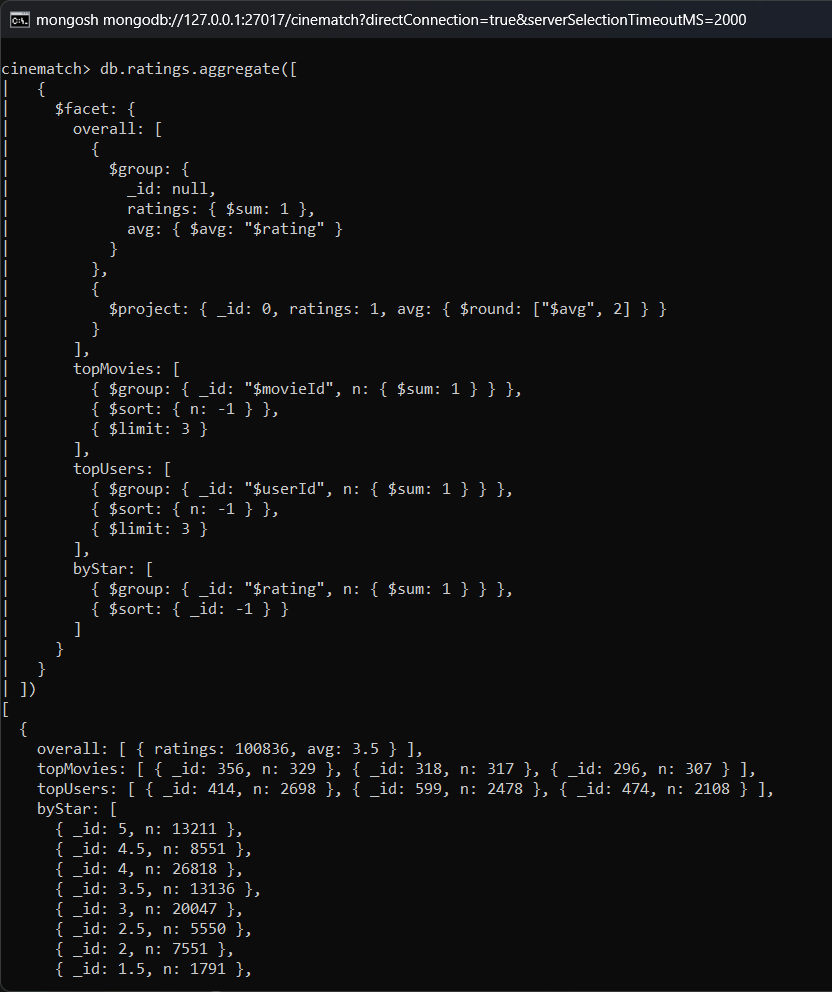 mongosh mongodb://127.0.0.1:27017/cinematch?directConnection=true&serverSelectionTimeoutMS=2000
cinematch> db.ratings.aggregate([
|   {
|     $facet: {
|       overall: [
|         {
|           $group: {
|             _id: null,
|             ratings: { $sum: 1 },
|             avg: { $avg: "$rating" }
|           }
|         },
|         {
|           $project: { _id: 0, ratings: 1, avg: { $round: ["$avg", 2] } }
|         }
|       ],
|       topMovies: [
|         { $group: { _id: "$movieId", n: { $sum: 1 } } },
|         { $sort: { n: -1 } },
|         { $limit: 3 }
|       ],
|       topUsers: [
|         { $group: { _id: "$userId", n: { $sum: 1 } } },
|         { $sort: { n: -1 } },
|         { $limit: 3 }
|       ],
|       byStar: [
|         { $group: { _id: "$rating", n: { $sum: 1 } } },
|         { $sort: { _id: -1 } }
|       ]
|     }
|   }
| ])
[
  {
    overall: [ { ratings: 100836, avg: 3.5 } ],
    topMovies: [ { _id: 356, n: 329 }, { _id: 318, n: 317 }, { _id: 296, n: 307 } ],
    topUsers: [ { _id: 414, n: 2698 }, { _id: 599, n: 2478 }, { _id: 474, n: 2108 } ],
    byStar: [
      { _id: 5, n: 13211 },
      { _id: 4.5, n: 8551 },
      { _id: 4, n: 26818 },
      { _id: 3.5, n: 13136 },
      { _id: 3, n: 20047 },
      { _id: 2.5, n: 5550 },
      { _id: 2, n: 7551 },
      { _id: 1.5, n: 1791 },